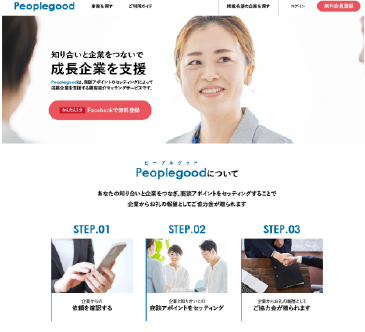 Peoplegood
事業を探す
ご利用ガイド
掲載希望の企業を探す
ログイン
無料会員登録
知り合いと企業をつないで
成長企業を支援
Peoplegoodは、商談アポイントのセッティングによって
成長企業を支援する顧客紹介マッチングサービスです。
かんたん1分 Facebookで無料登録
ピープルグッド
Peoplegoodについて
あなたの知り合いと企業をつなぎ、商談アポイントをセッティングすることで
企業からお礼の報酬としてご協力金が贈られます
STEP.01
STEP.02
STEP.03
企業からの
依頼を確認する
企業と知り合いとの
商談アポイントをセッティング
企業からお礼の報酬として
ご協力金が贈られます